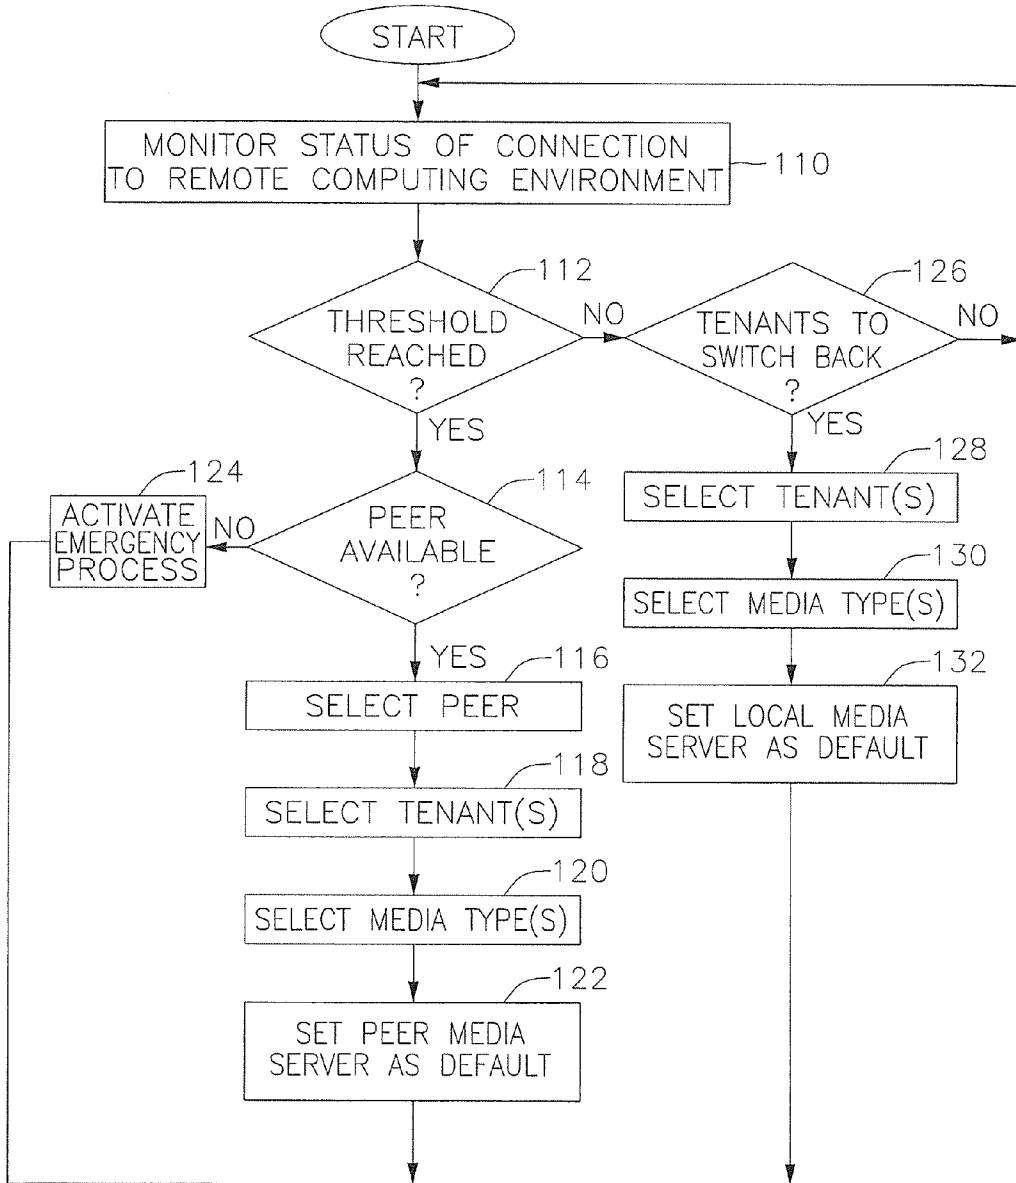 START
MONITOR STATUS OF CONNECTION
TO REMOTE COMPUTING ENVIRONMENT
110
112
THRESHOLD
REACHED
?
NO
126
TENANTS TO
SWITCH BACK
?
NO
YES
YES
124
ACTIVATE
EMERGENCY
PROCESS
NO
114
PEER
AVAILABLE
?
128
SELECT TENANT(S)
130
SELECT MEDIA TYPE(S)
YES
116
SELECT PEER
132
SET LOCAL MEDIA
SERVER AS DEFAULT
118
SELECT TENANT(S)
120
SELECT MEDIA TYPE(S)
122
SET PEER MEDIA
SERVER AS DEFAULT